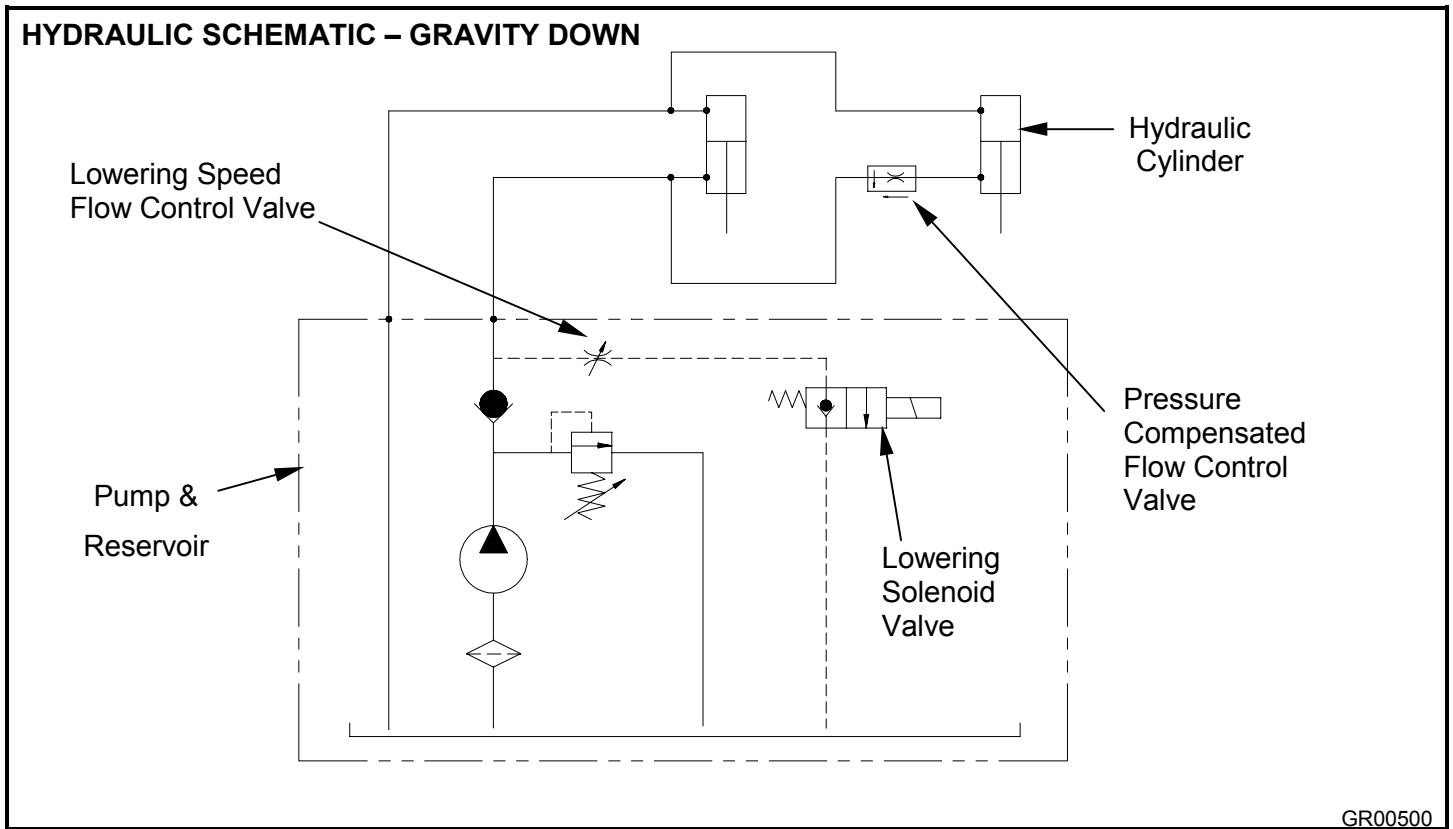 HYDRAULIC SCHEMATIC – GRAVITY DOWN
Hydraulic
Cylinder
Lowering Speed
Flow Control Valve
Pressure
Compensated
Flow Control
Valve
Pump &
Reservoir
Lowering
Solenoid
Valve
GR00500